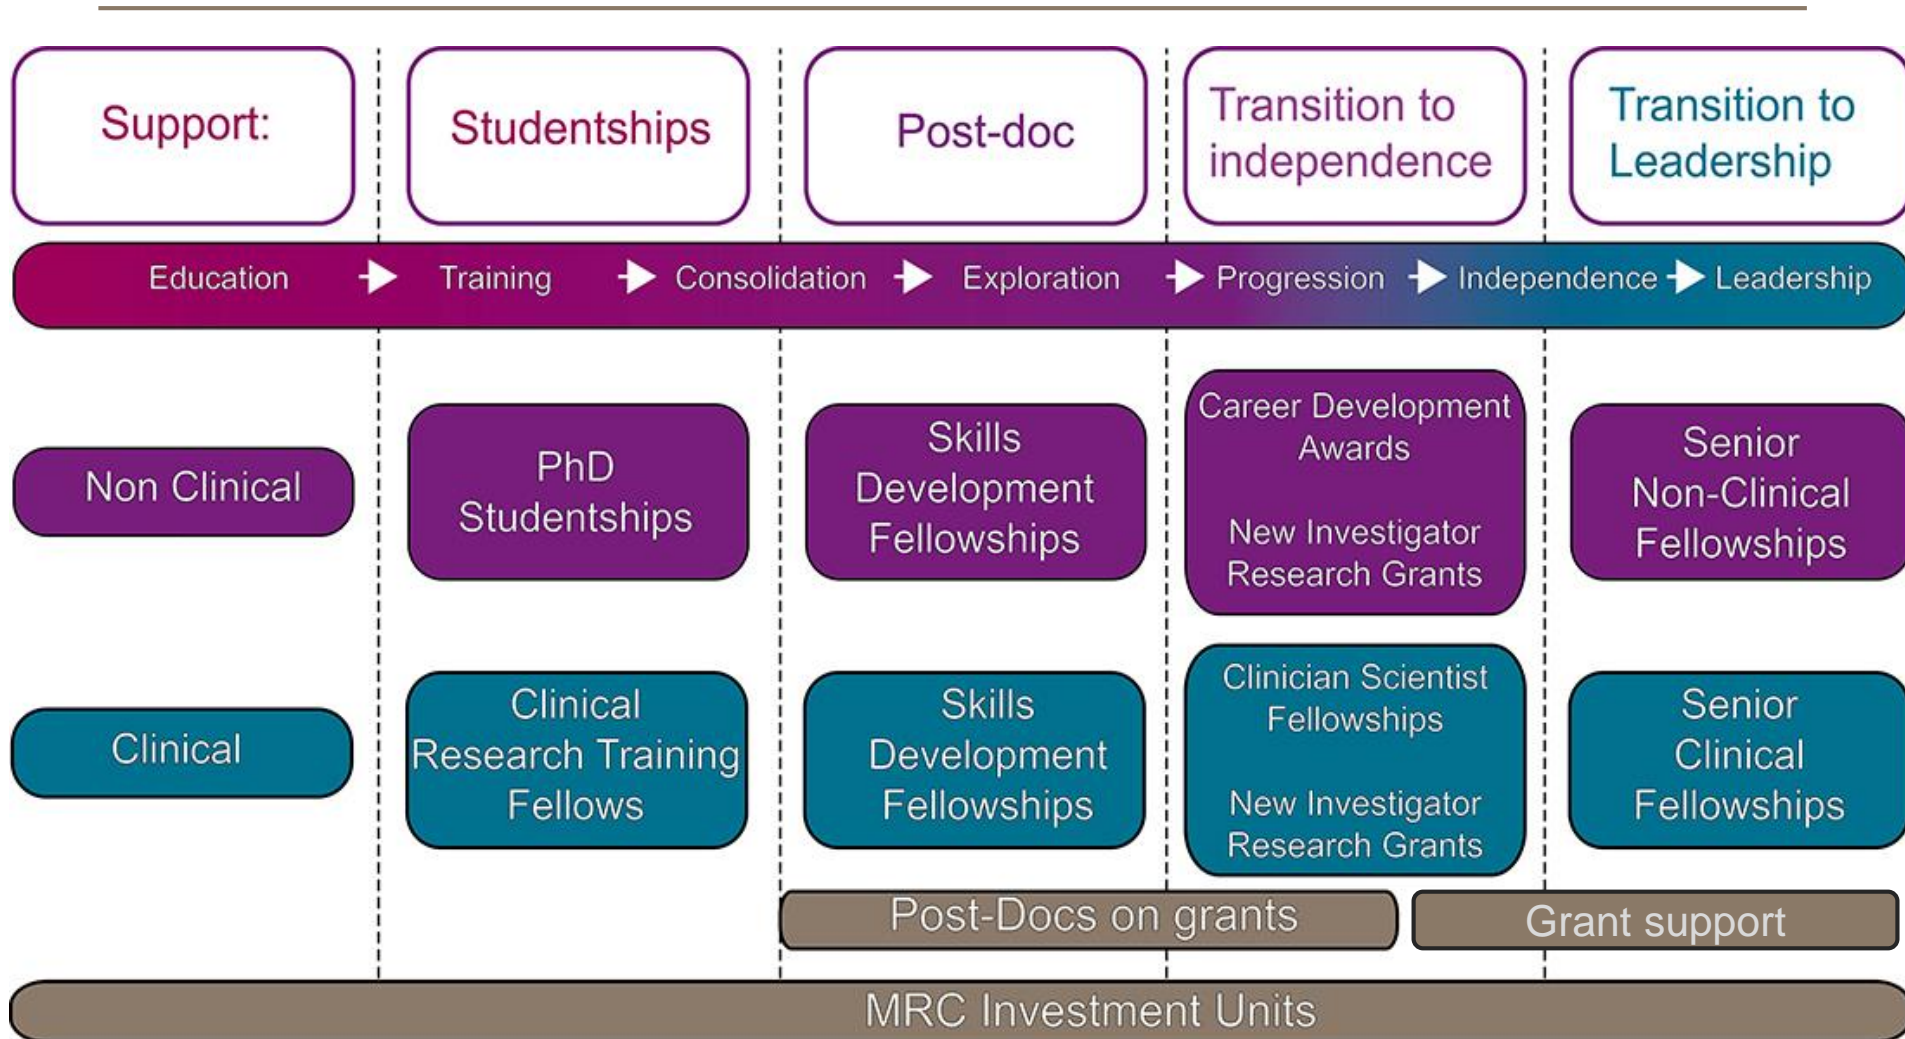 Support:
Studentships
Post-doc
Transition to
independence
Transition to
Leadership
Education
Training
Consolidation
Exploration
Progression
Independence
Leadership
Non Clinical
PhD
Studentships
Skills
Development
Fellowships
Career Development
Awards
New Investigator
Research Grants
Senior
Non-Clinical
Fellowships
Clinical
Clinical
Research Training
Fellows
Skills
Development
Fellowships
Clinician Scientist
Fellowships
New Investigator
Research Grants
Senior
Clinical
Fellowships
Post-Docs on grants
Grant support
MRC Investment Units